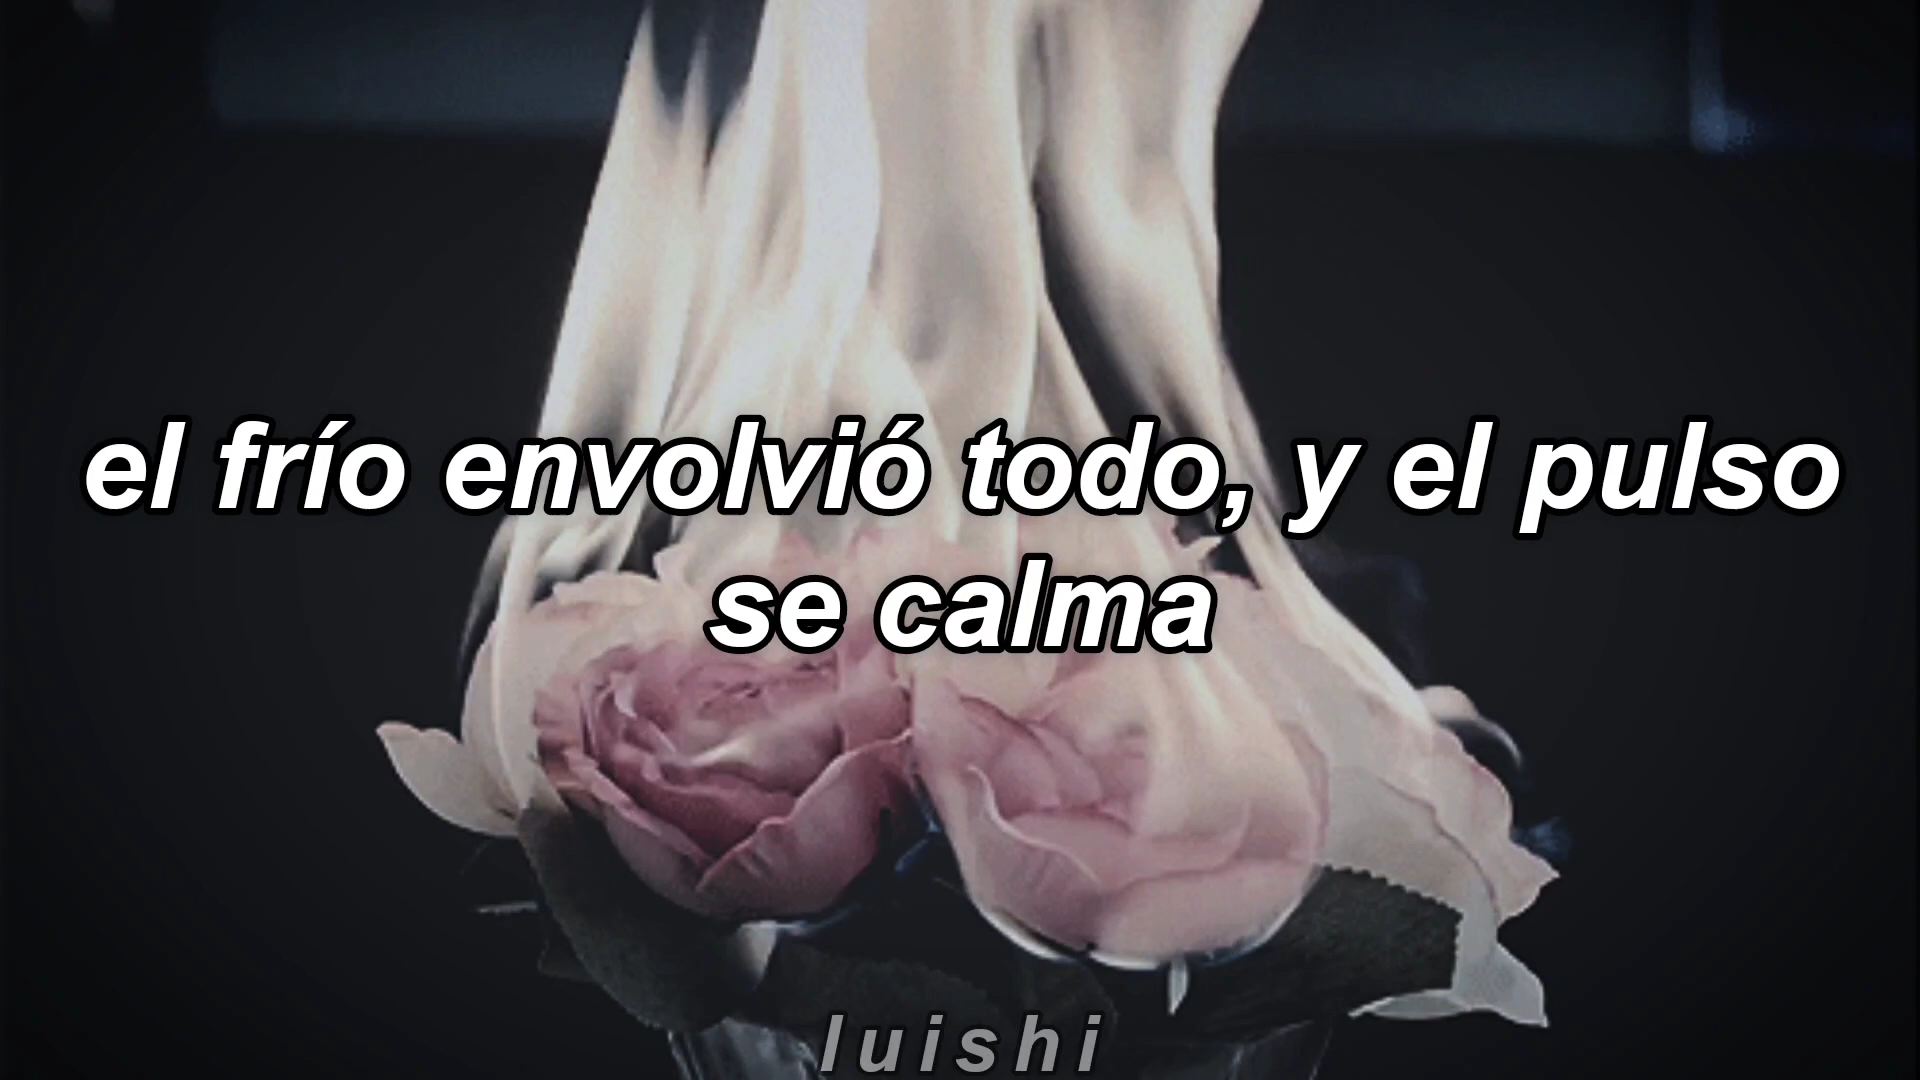 el frío envolvió todo, y el pulso
se calma
luishi